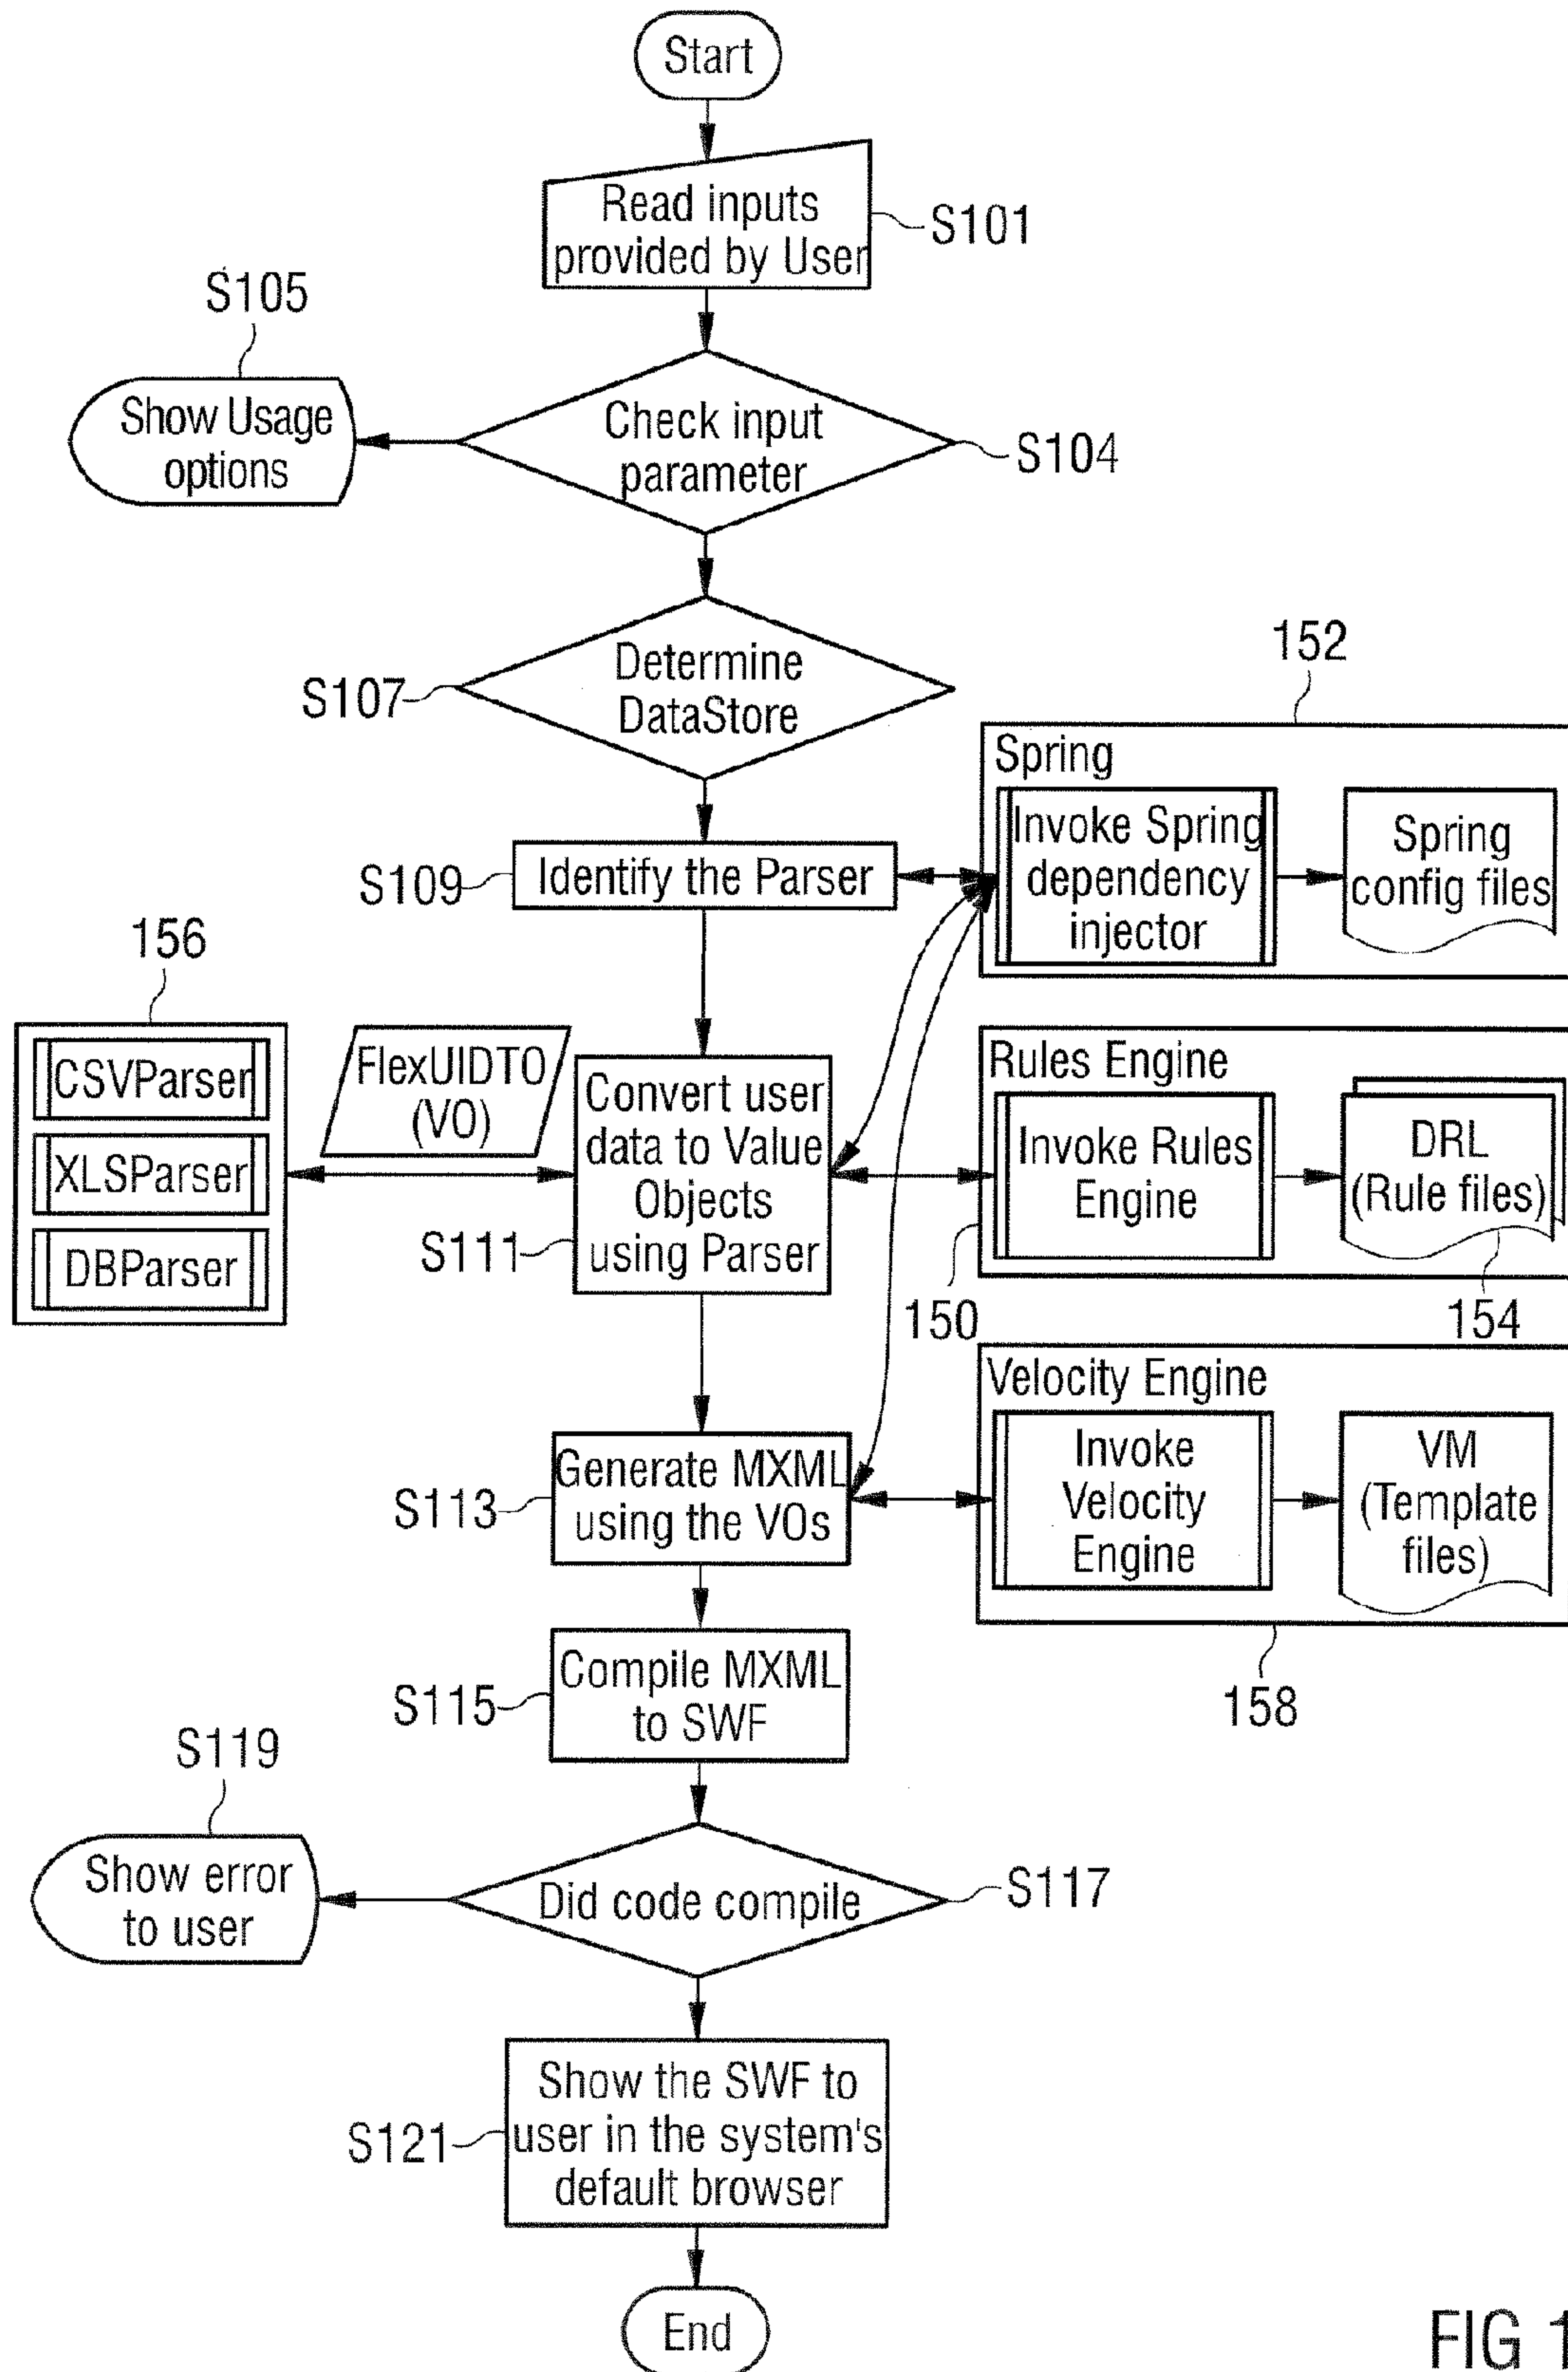 Start
Read inputs
provided by User
S101
S105
Show Usage
options
Check input
parameter
S104
Determine
DataStore
S107
152
Spring
Invoke Spring
dependency
injector
Spring
config files
S109
Identify the Parser
156
CSVParser
XLSParser
DBParser
FlexUIDTO
(VO)
Convert user
data to Value
Objects
using Parser
S111
Rules Engine
Invoke Rules
Engine
DRL
(Rule files)
150
154
Velocity Engine
Invoke
Velocity
Engine
VM
(Template
files)
158
Generate MXML
using the VOs
S113
Compile MXML
to SWF
S115
S119
Show error
to user
Did code compile
S117
Show the SWF to
user in the system's
default browser
S121
End
FIG 1